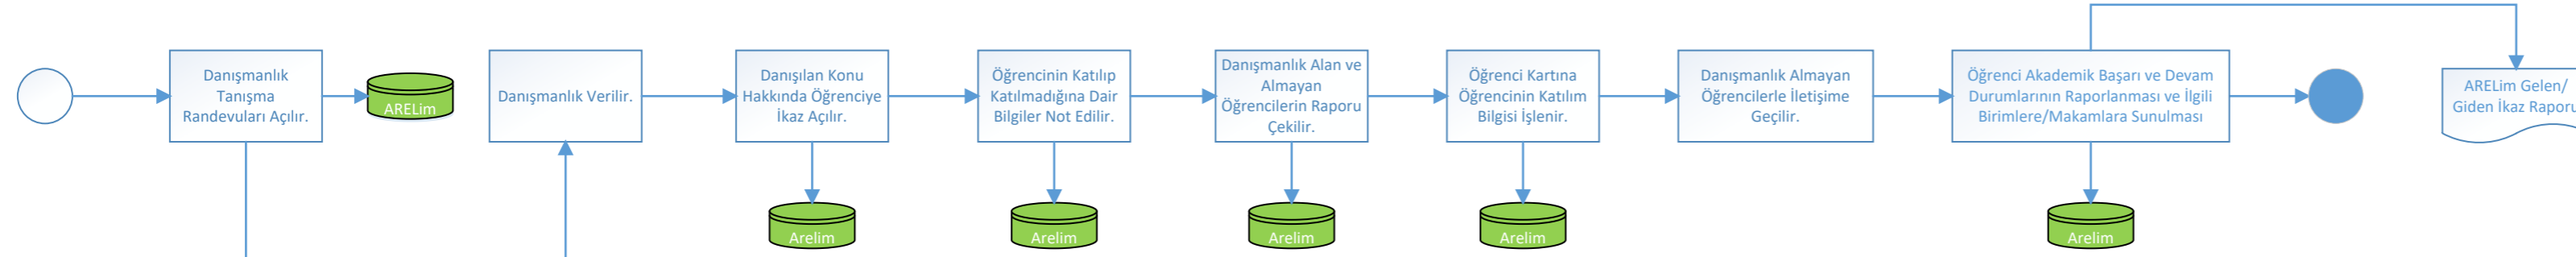 Danışmanlık
Tanışma
Randevuları Açılır.
ARELim
Danışmanlık Verilir.
Danışılan Konu
Hakkında Öğrenciye
İkaz Açılır.
Arelim
Öğrencinin Katılıp
Katılmadığına Dair
Bilgiler Not Edilir.
Arelim
Danışmanlık Alan ve
Almayan
Öğrencilerin Raporu
Çekilir.
Arelim
Öğrenci Kartına
Öğrencinin Katılım
Bilgisi İşlenir.
Arelim
Danışmanlık Almayan
Öğrencilerle İletişime
Geçilir.
Öğrenci Akademik Başarı ve Devam
Durumlarının Raporlanması ve İlgili
Birimlere/Makamlara Sunulması
Arelim
ARELim Gelen/
Giden İkaz Raporu